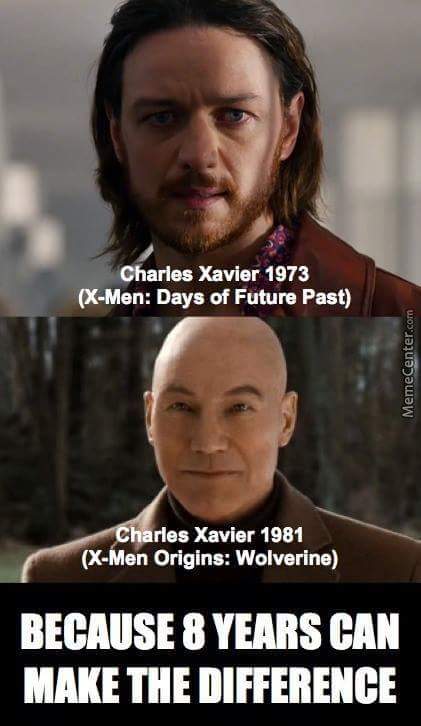 Charles Xavier 1973
(X-Men: Days of Future Past)
MemeCenter.com
Charles Xavier 1981
(X-Men Origins: Wolverine)
BECAUSE 8 YEARS CAN
MAKE THE DIFFERENCE